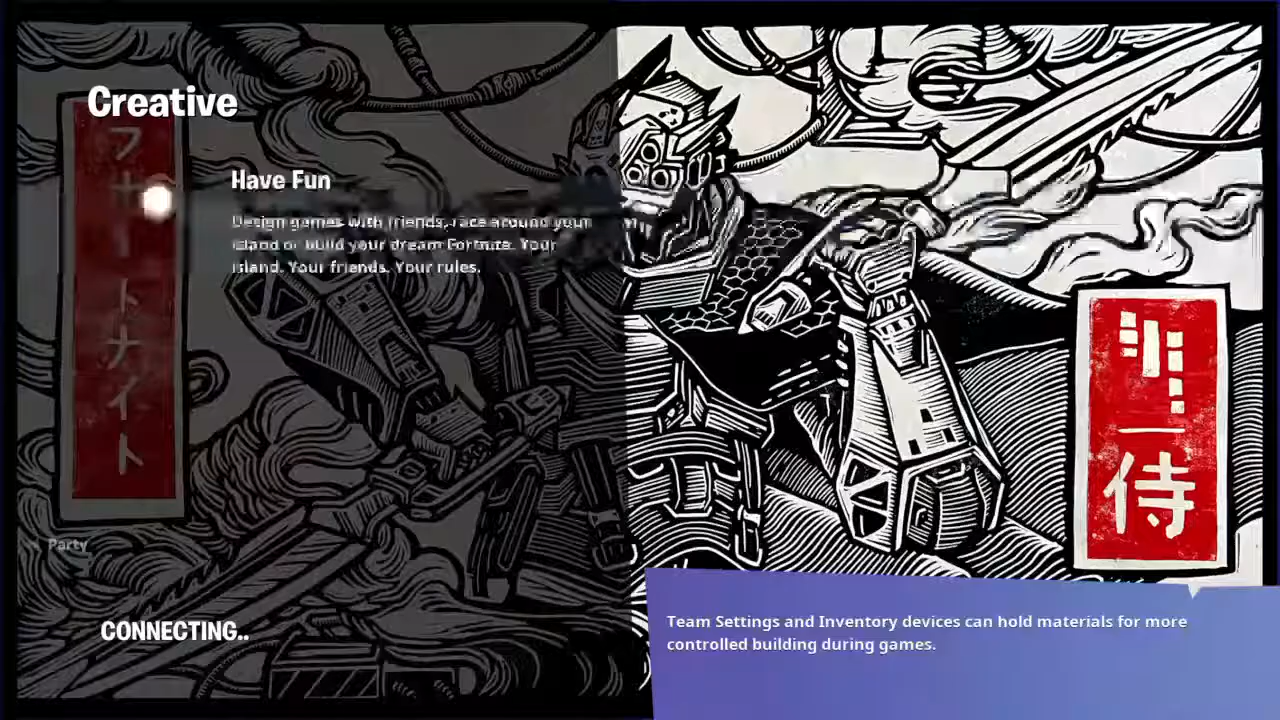 Creative
フォートナイト
Have Fun
Design games with friends, race around your
island or build your dream Fortnite. Your
island. Your friends. Your rules.
侍
Party
CONNECTING..
Team Settings and Inventory devices can hold materials for more
controlled building during games.